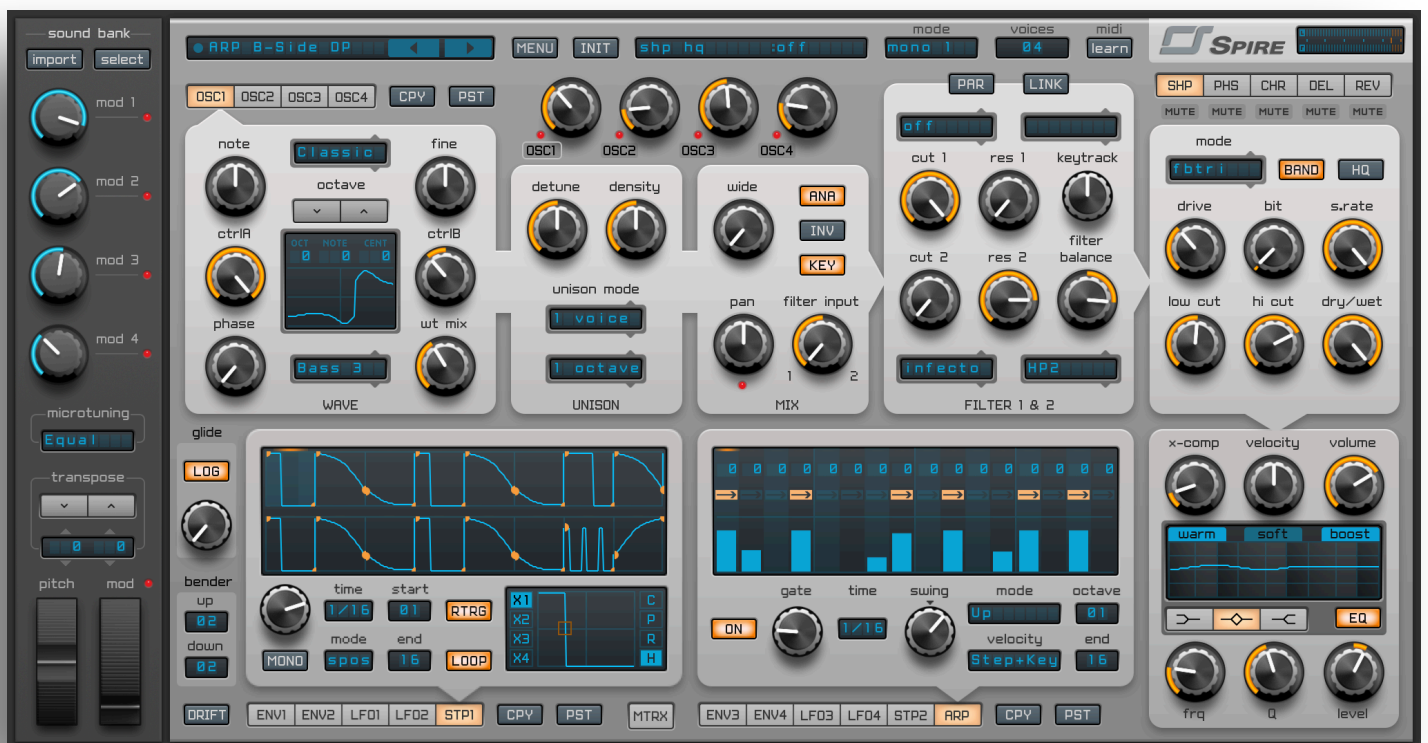 sound bank
import select
mod 1
mod 2
mod 3
mod 4
microtuning
Equal
transpose
0 0
pitch mod
ARP B-Side DP
MENU INIT
shp hq :off
mode
mono 1
voices
04
midi
learn
SPIRE
OSC1 OSC2 OSC3 OSC4 CPY PST
note
Classic
fine
octave
ctrlA
OCT NOTE CENT
0 0 0
ctrlB
phase
wt mix
Bass 3
WAVE
OSC1 OSC2 OSC3 OSC4
detune density
unison mode
1 voice
1 octave
UNISON
wide
ANA
INV
KEY
pan filter input
1 2
MIX
PAR LINK
off
cut 1 res 1 keytrack
cut 2 res 2 filter balance
infecto HP2
FILTER 1 & 2
SHP PHS CHR DEL REV
MUTE MUTE MUTE MUTE MUTE
mode
fbtri BAND HQ
drive bit s.rate
low cut hi cut dry/wet
glide
LOG
bender
up
02
down
02
DRIFT
time start
1/16 01 RTRG
mode end
MONO spos 16 LOOP
X1 C
X2 P
X3 R
X4 H
ENV1 ENV2 LFO1 LFO2 STP1 CPY PST
MTRX
0 0 0 0 0 0 0 0 0 0 0 0 0 0 0 0
gate time swing mode octave
ON 1/16 Up 01
velocity end
Step+Key 16
ENV3 ENV4 LFO3 LFO4 STP2 ARP CPY PST
x-comp velocity volume
warm soft boost
EQ
frq Q level